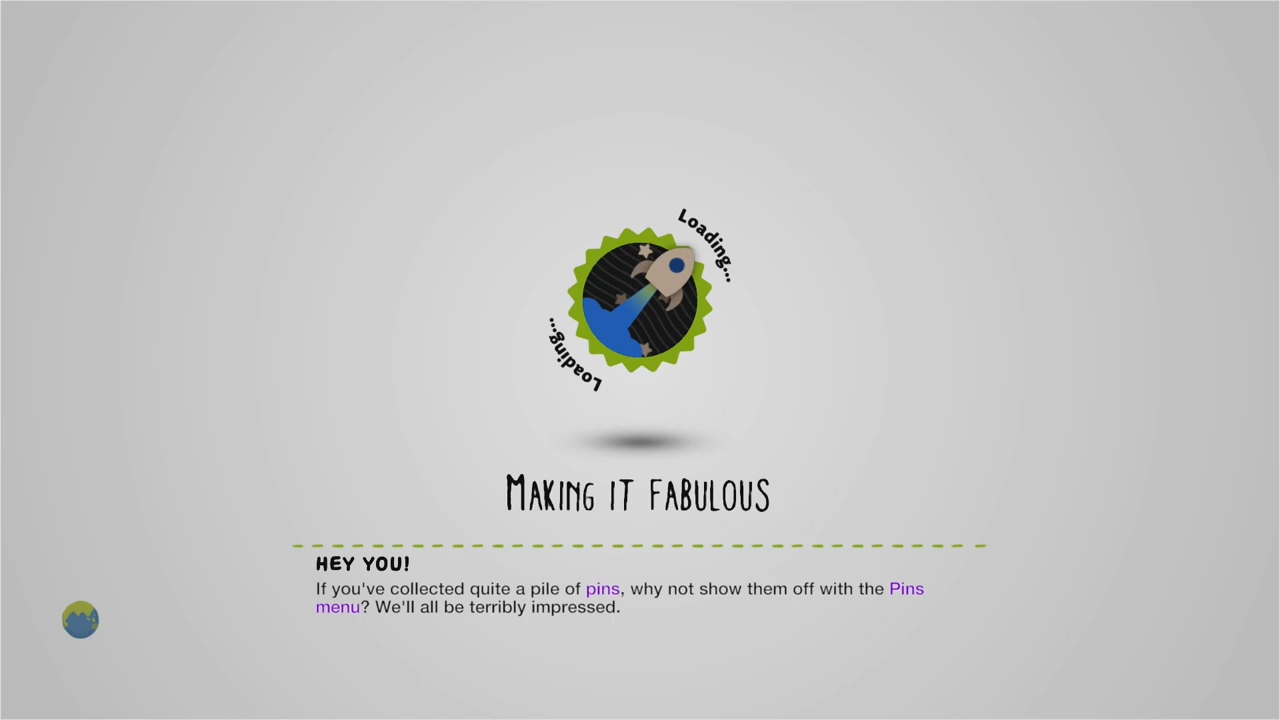 Loading...
Loading...
Making it fabulous
HEY YOU!
If you've collected quite a pile of pins, why not show them off with the Pins
menu? We'll all be terribly impressed.